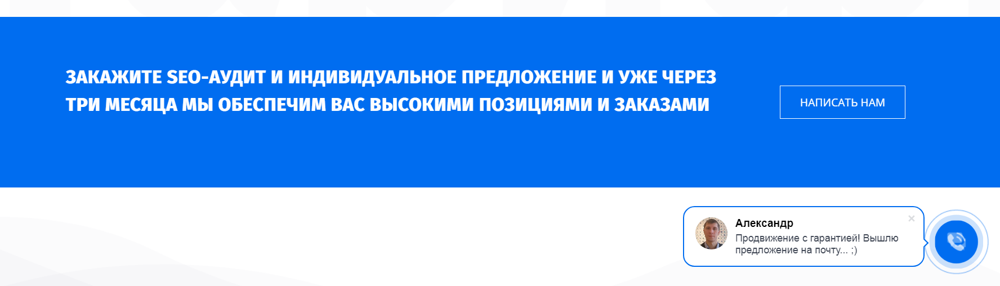 ЗАКАЖИТЕ SEO-АУДИТ И ИНДИВИДУАЛЬНОЕ ПРЕДЛОЖЕНИЕ И УЖЕ ЧЕРЕЗ
ТРИ МЕСЯЦА МЫ ОБЕСПЕЧИМ ВАС ВЫСОКИМИ ПОЗИЦИЯМИ И ЗАКАЗАМИ
НАПИСАТЬ НАМ
Александр
Продвижение с гарантией! Вышлю
предложение на почту... ;)